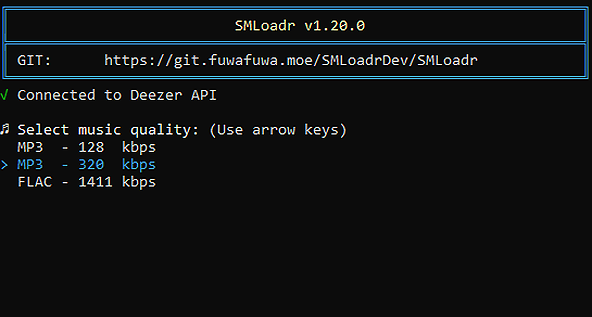 SMLoadr v1.20.0
GIT: https://git.fuwafuwa.moe/SMLoadrDev/SMLoadr
√ Connected to Deezer API
♫ Select music quality: (Use arrow keys)
MP3 - 128 kbps
> MP3 - 320 kbps
FLAC - 1411 kbps